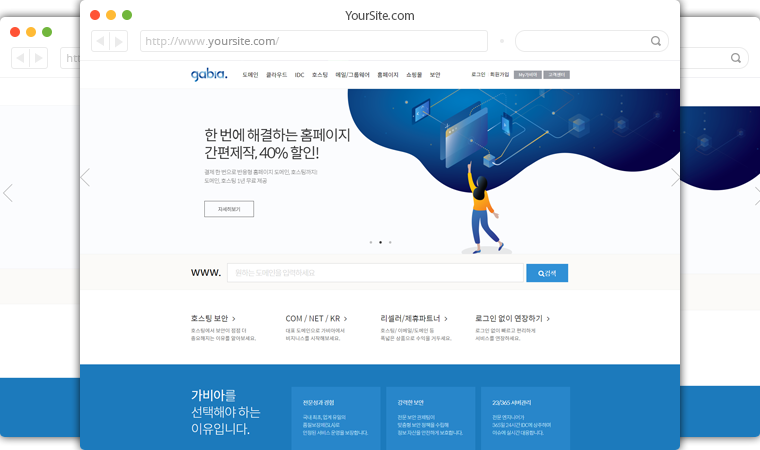 YourSite.com
http://www.yoursite.com/
gabia.
도메인 클라우드 IDC 호스팅 메일/그룹웨어 홈페이지 쇼핑몰 보안
로그인 회원가입 My가비아 고객센터
한 번에 해결하는 홈페이지
간편제작, 40% 할인!
결제 한 번으로 반응형 홈페이지 도메인, 호스팅까지!
도메인, 호스팅 1년 무료 제공
자세히보기
www. 원하는 도메인을 입력하세요 검색
호스팅 보안 COM / NET / KR 리셀러/제휴파트너 로그인 없이 연장하기
호스팅에서 보안이 점점 더 대표 도메인으로 가비아에서 호스팅/ 이메일/도메인 등 로그인 없이 빠르고 편리하게
중요해지는 이유를 알아보세요. 비지니스를 시작해보세요. 폭넓은 상품으로 수익을 거두세요. 서비스를 연장하세요.
가비아를
선택해야 하는
이유입니다.
전문성과 경험 강력한 보안 23/365 서버관리
국내 최초, 업계 유일의 전문 보안 관제팀이 전문 엔지니어가
품질보장제(SLA)로 맞춤형 보안 정책을 수립해 365일 24시간 IDC에 상주하며
안정된 서비스 운영을 보장합니다. 정보 자산을 안전하게 보호합니다. 이슈에 실시간 대응합니다.